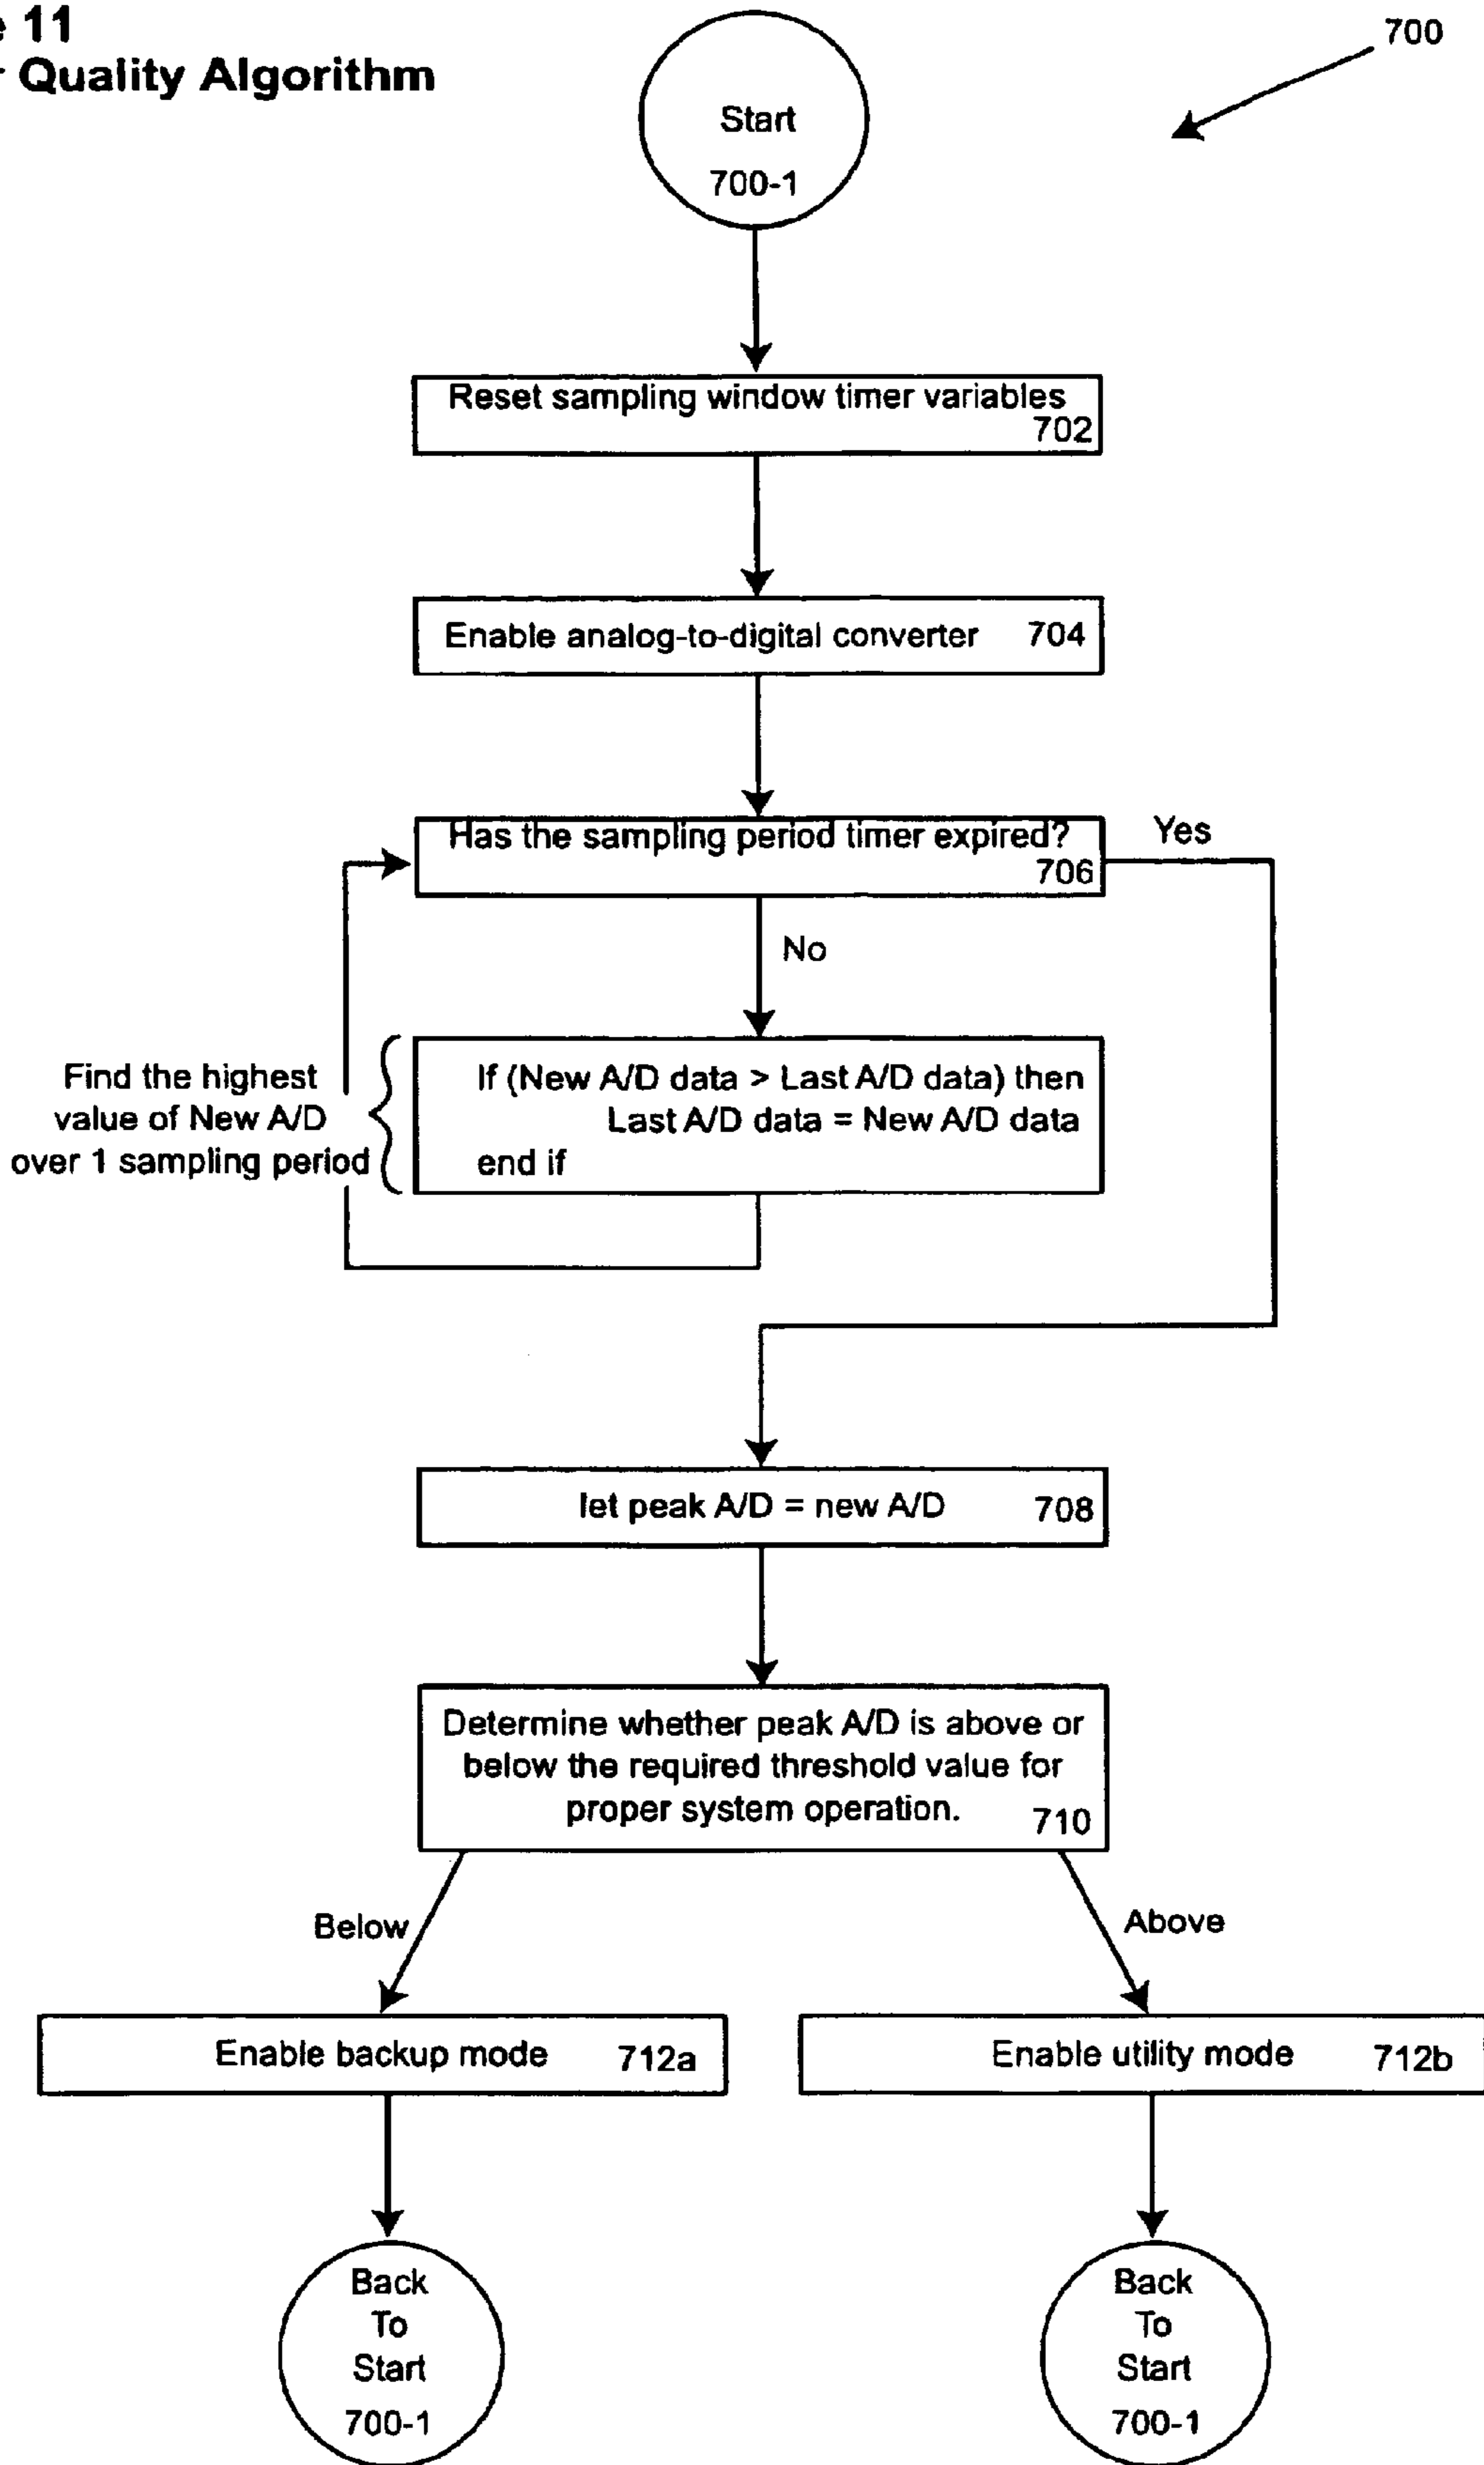 11
Quality Algorithm
700
Start
700-1
Reset sampling window timer variables
702
Enable analog-to-digital converter 704
Has the sampling period timer expired?
706
Yes
No
Find the highest
value of New A/D
over 1 sampling period
If (New A/D data > Last A/D data) then
Last A/D data = New A/D data
end if
let peak A/D = new A/D 708
Determine whether peak A/D is above or
below the required threshold value for
proper system operation.
710
Below
Above
Enable backup mode 712a
Enable utility mode 712b
Back
To
Start
700-1
Back
To
Start
700-1